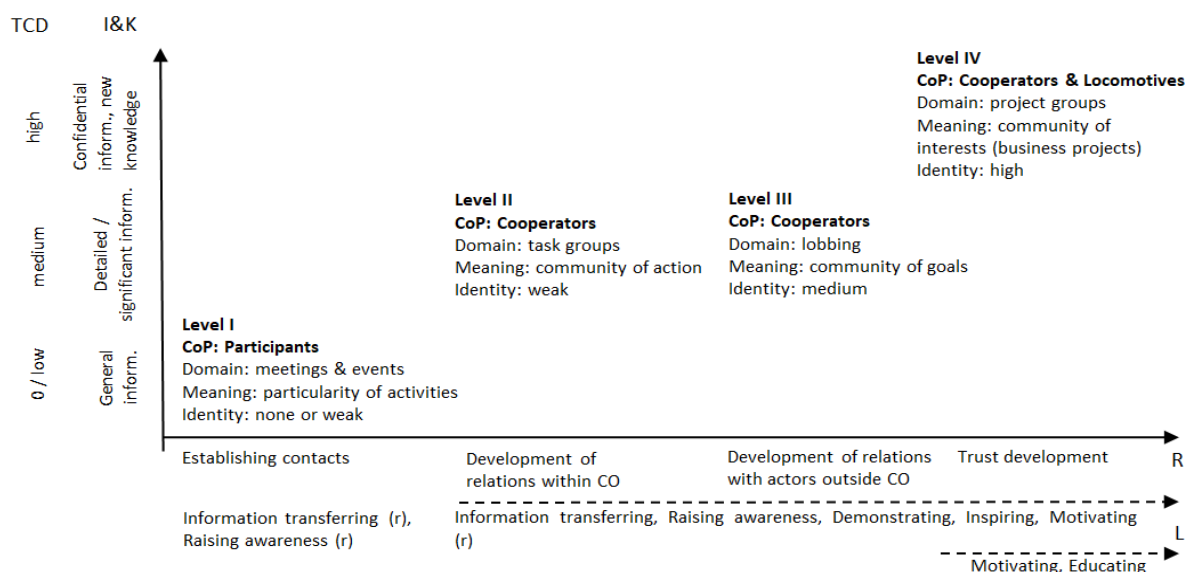 TCD
I&K
high
Confidential
inform., new
knowledge
medium
Detailed /
significant inform.
0 / low
General
inform.
Level IV
CoP: Cooperators & Locomotives
Domain: project groups
Meaning: community of
interests (business projects)
Identity: high
Level II
CoP: Cooperators
Domain: task groups
Meaning: community of action
Identity: weak
Level III
CoP: Cooperators
Domain: lobbing
Meaning: community of goals
Identity: medium
Level I
CoP: Participants
Domain: meetings & events
Meaning: particularity of activities
Identity: none or weak
Establishing contacts
Development of
relations within CO
Development of relations
with actors outside CO
Trust development
R
Information transferring (r),
Raising awareness (r)
Information transferring, Raising awareness, Demonstrating, Inspiring, Motivating
(r)
L
Motivating, Educating